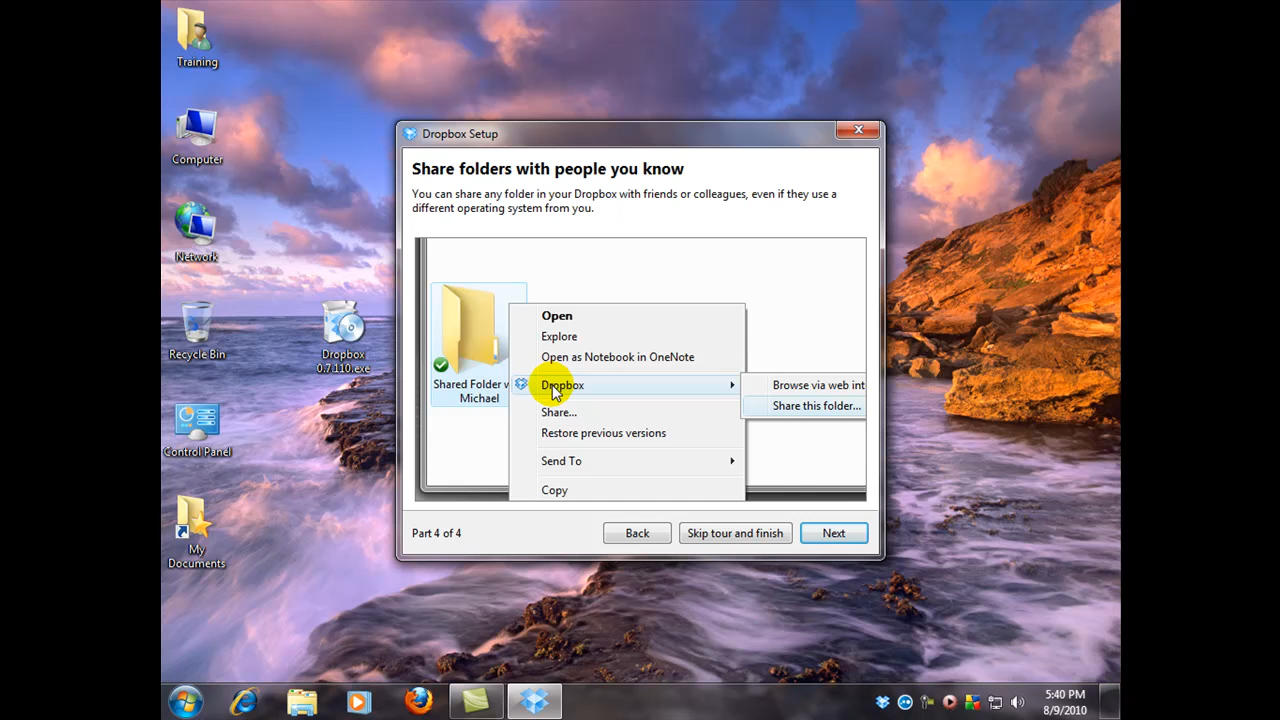 Training
Computer
Network
Recycle Bin
Dropbox
0.7.110.exe
Control Panel
My
Documents
Dropbox Setup
Share folders with people you know
You can share any folder in your Dropbox with friends or colleagues, even if they use a
different operating system from you.
Shared Folder w
Michael
Open
Explore
Open as Notebook in OneNote
Dropbox
Share...
Restore previous versions
Send To
Copy
Browse via web int
Share this folder...
Part 4 of 4
Back
Skip tour and finish
Next
5:40 PM
8/9/2010